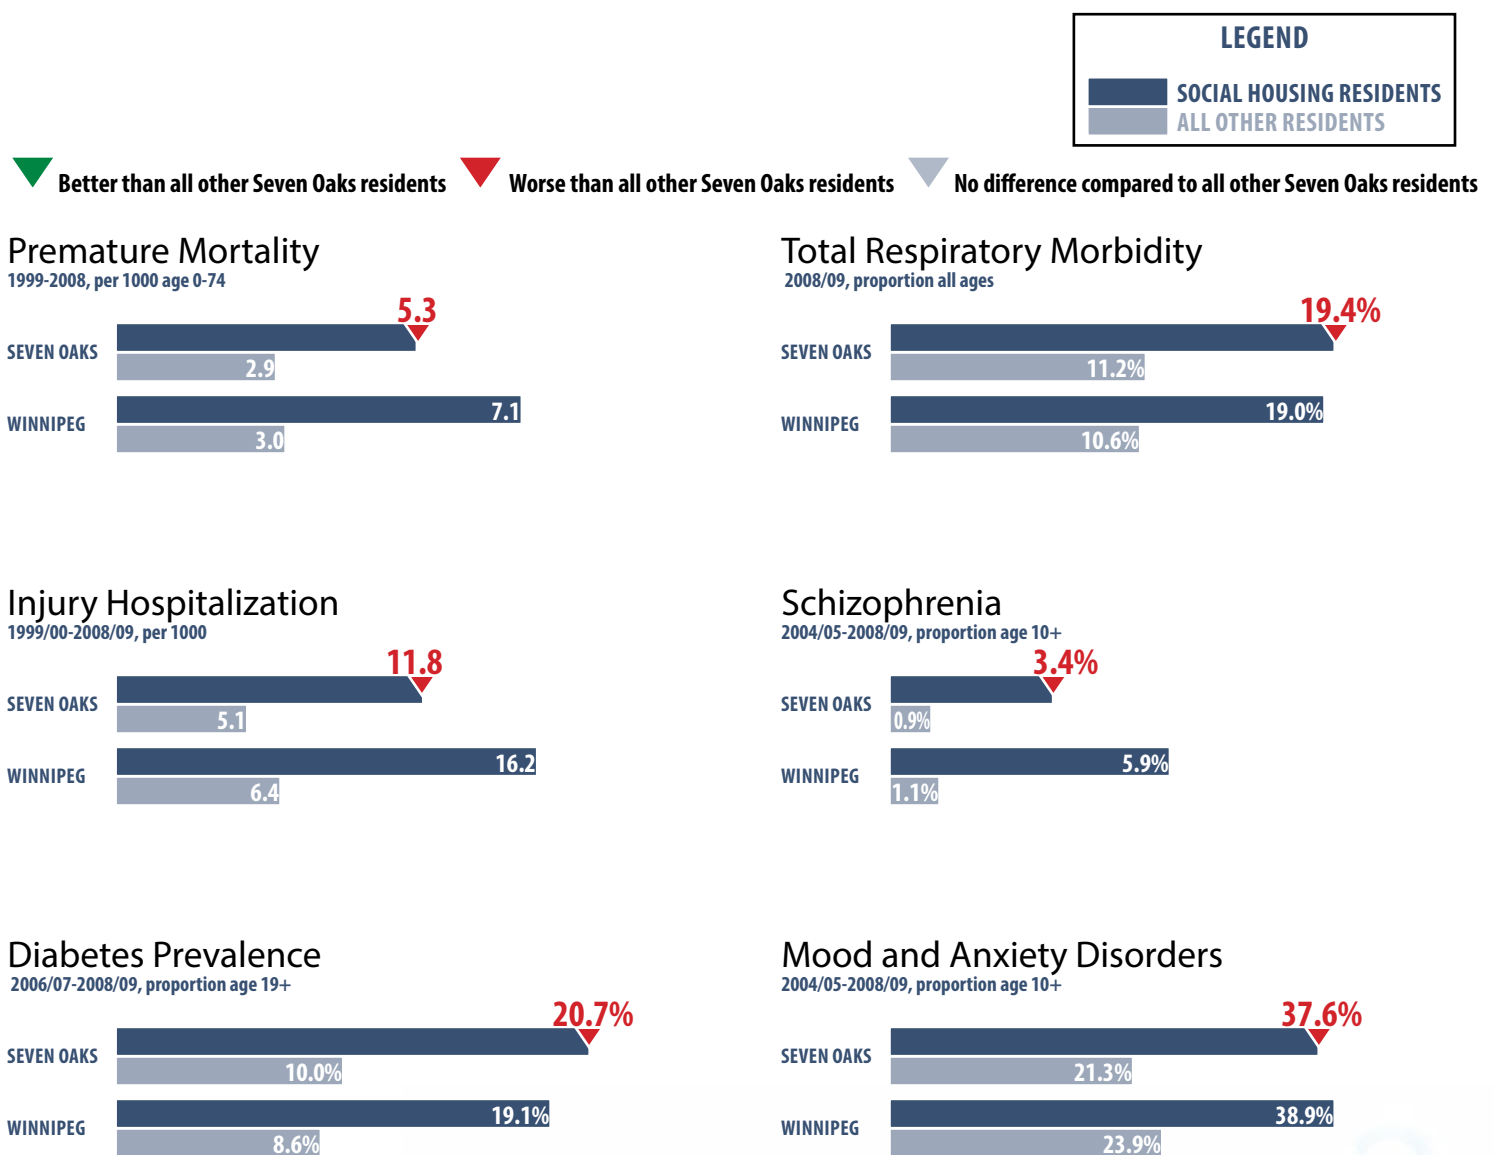 LEGEND
SOCIAL HOUSING RESIDENTS
ALL OTHER RESIDENTS
Better than all other Seven Oaks residents
Worse than all other Seven Oaks residents
No difference compared to all other Seven Oaks residents
Premature Mortality
1999-2008, per 1000 age 0-74
5.3
SEVEN OAKS
2.9
7.1
WINNIPEG
3.0
Total Respiratory Morbidity
2008/09, proportion all ages
19.4%
SEVEN OAKS
11.2%
19.0%
WINNIPEG
10.6%
Injury Hospitalization
1999/00-2008/09, per 1000
11.8
SEVEN OAKS
5.1
16.2
WINNIPEG
6.4
Schizophrenia
2004/05-2008/09, proportion age 10+
3.4%
SEVEN OAKS
0.9%
5.9%
WINNIPEG
1.1%
Diabetes Prevalence
2006/07-2008/09, proportion age 19+
20.7%
SEVEN OAKS
10.0%
19.1%
WINNIPEG
8.6%
Mood and Anxiety Disorders
2004/05-2008/09, proportion age 10+
37.6%
SEVEN OAKS
21.3%
38.9%
WINNIPEG
23.9%